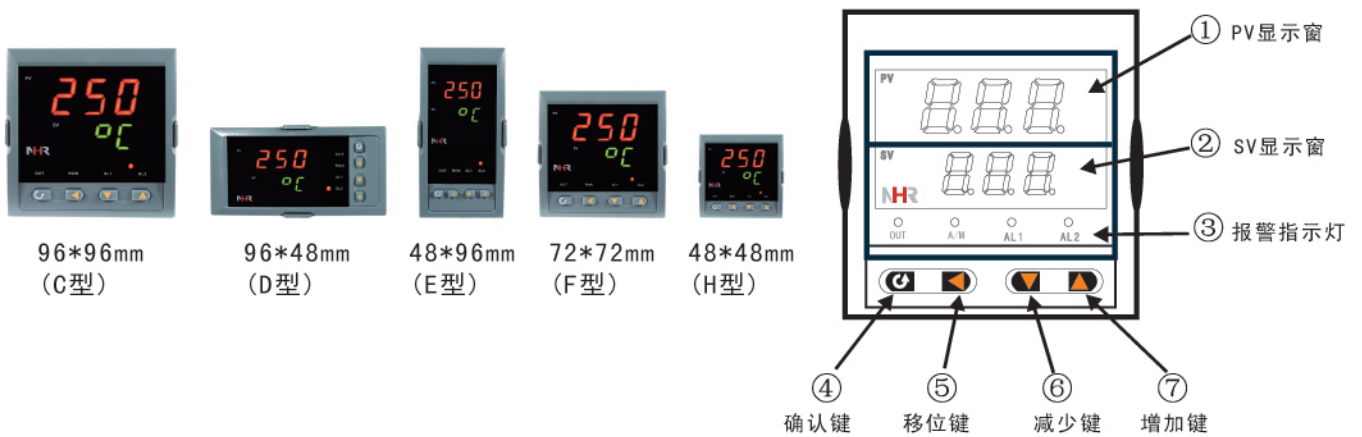 250
℃
NHR
96*96mm
(C型)
250
℃
NHR
96*48mm
(D型)
250
℃
NHR
48*96mm
(E型)
250
℃
NHR
72*72mm
(F型)
250
℃
NHR
48*48mm
(H型)
PV
SV
NHR
OUT A/M AL1 AL2
① PV显示窗
② SV显示窗
③ 报警指示灯
④ ⑤ ⑥ ⑦
确认键 移位键 减少键 增加键